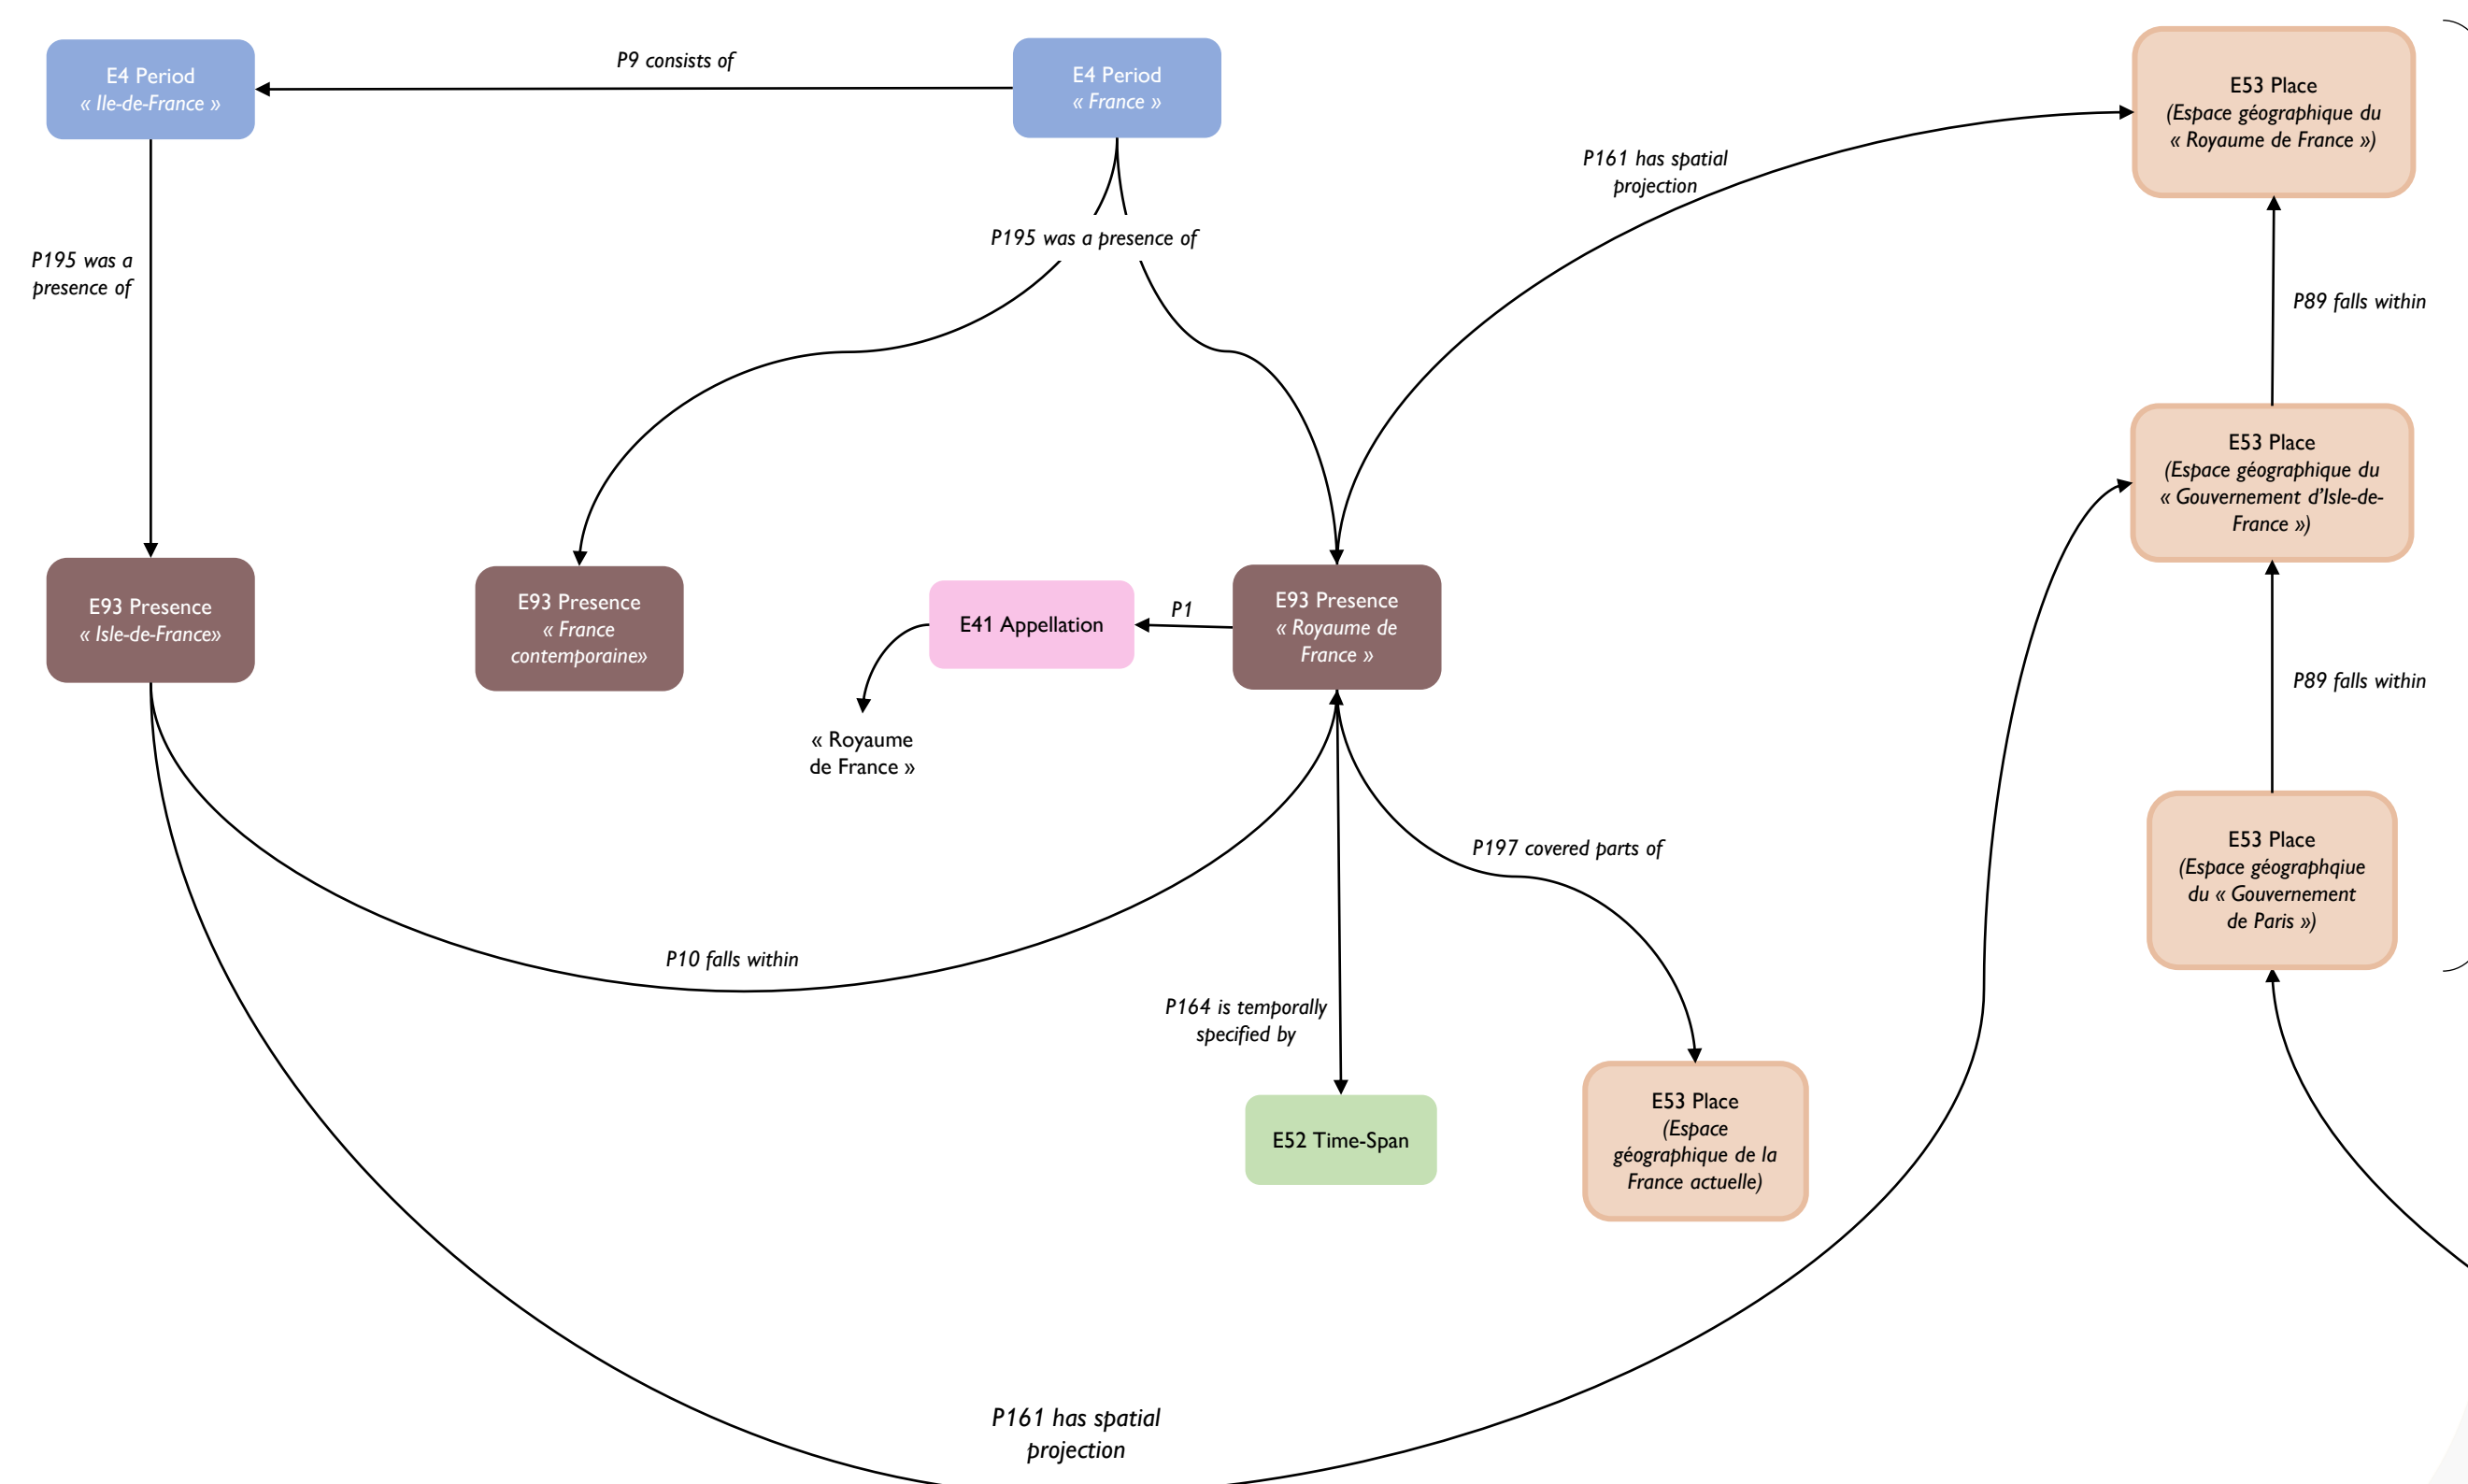 E4 Period
« Ile-de-France »
P9 consists of
E4 Period
« France »
E53 Place
(Espace géographique du
« Royaume de France »)
P161 has spatial
projection
P195 was a
presence of
P195 was a presence of
P89 falls within
E53 Place
(Espace géographique du
« Gouvernement d’Isle-de-
France »)
E93 Presence
« Isle-de-France»
E93 Presence
« France
contemporaine»
E41 Appellation
P1
E93 Presence
« Royaume de
France »
« Royaume
de France »
P89 falls within
P197 covered parts of
E53 Place
(Espace géographqiue
du « Gouvernement
de Paris »)
P10 falls within
P164 is temporally
specified by
E52 Time-Span
E53 Place
(Espace
géographique de la
France actuelle)
P161 has spatial
projection